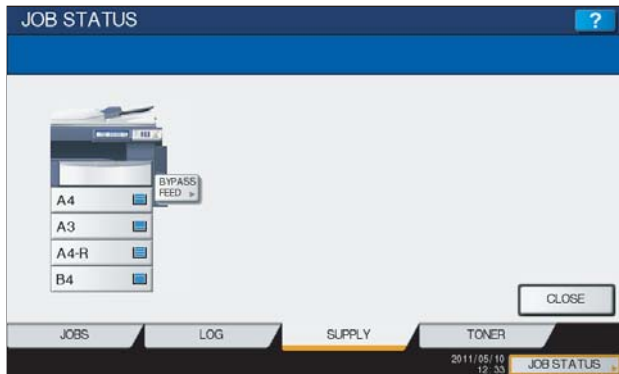 JOB STATUS
?
BYPASS
FEED
A4
A3
A4-R
B4
CLOSE
JOBS
LOG
SUPPLY
TONER
2011/05/10
12:33
JOB STATUS